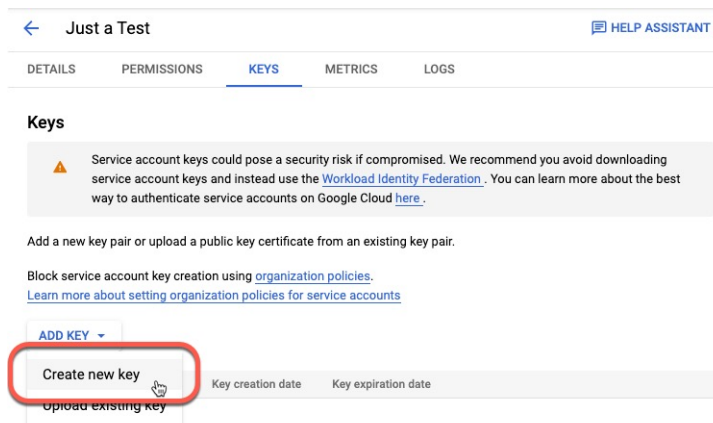 Just a Test
HELP ASSISTANT
DETAILS PERMISSIONS KEYS METRICS LOGS
Keys
Service account keys could pose a security risk if compromised. We recommend you avoid downloading
service account keys and instead use the Workload Identity Federation . You can learn more about the best
way to authenticate service accounts on Google Cloud here .
Add a new key pair or upload a public key certificate from an existing key pair.
Block service account key creation using organization policies.
Learn more about setting organization policies for service accounts
ADD KEY
Create new key
Key creation date Key expiration date
Upload existing key